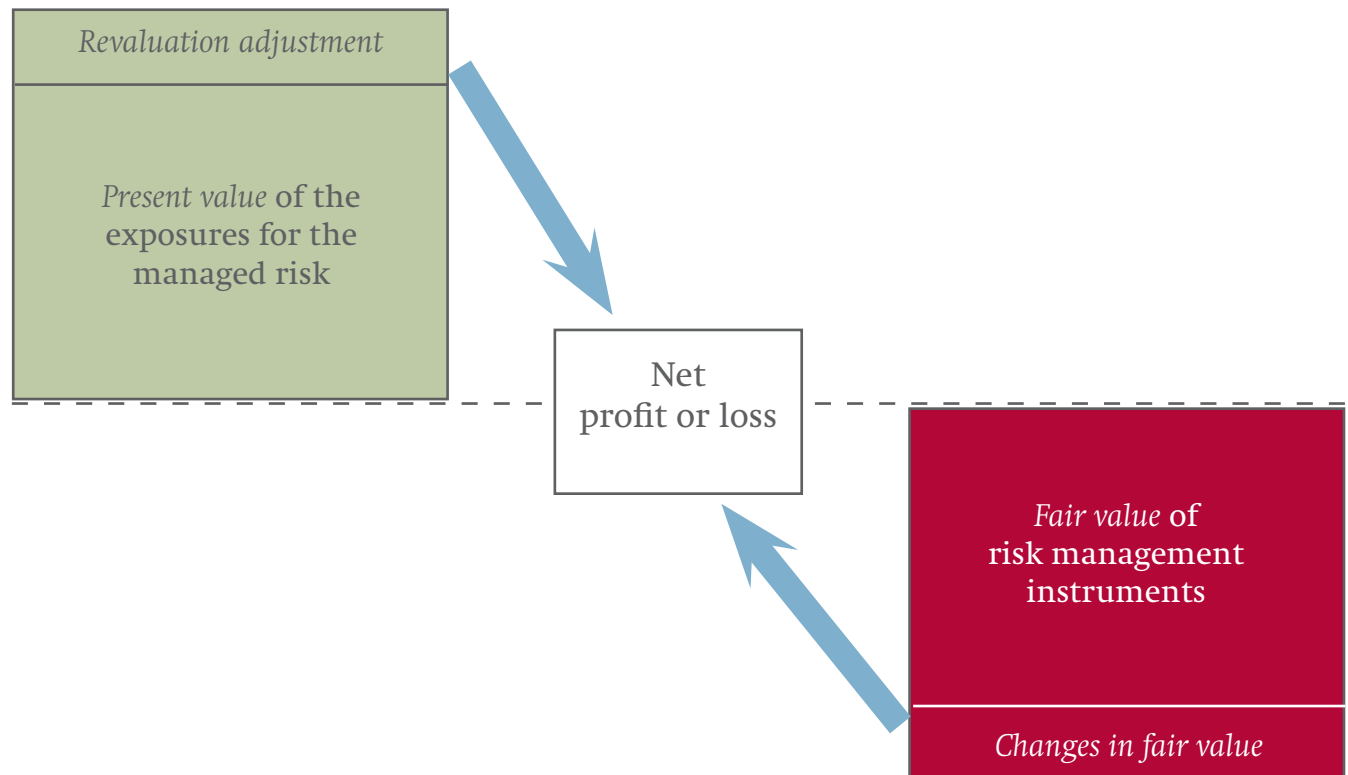 Revaluation adjustment
Present value of the
exposures for the
managed risk
Net
profit or loss
Fair value of
risk management
instruments
Changes in fair value